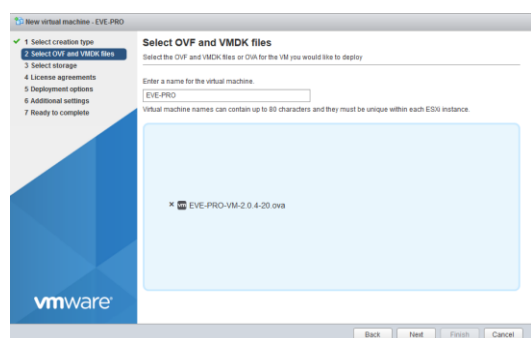 New virtual machine - EVE-PRO
1 Select creation type
2 Select OVF and VMDK files
3 Select storage
4 License agreements
5 Deployment options
6 Additional settings
7 Ready to complete
Select OVF and VMDK files
Select the OVF and VMDK files or OVA for the VM you would like to deploy
Enter a name for the virtual machine.
EVE-PRO
Virtual machine names can contain up to 80 characters and they must be unique within each ESXi instance.
EVE-PRO-VM-2.0.4-20.ova
vmware
Back Next Finish Cancel